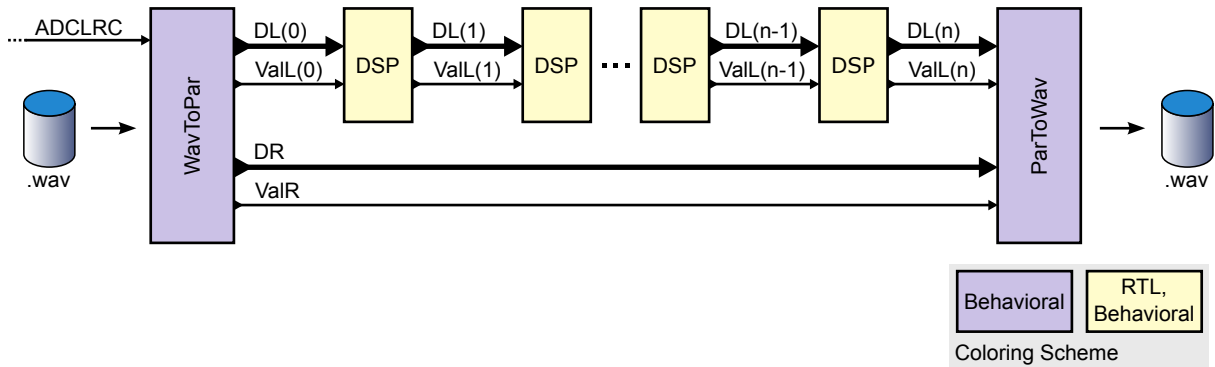 ADCLRC
DL(0)
DL(1)
DL(n-1)
DL(n)
ValL(0)
ValL(1)
ValL(n-1)
ValL(n)
DSP
DSP
DSP
DSP
WavToPar
ParToWav
.wav
.wav
DR
ValR
Behavioral
RTL,
Behavioral
Coloring Scheme